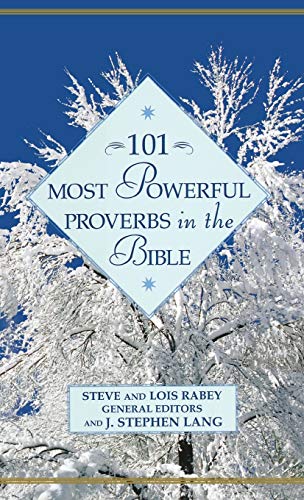 101
MOST POWERFUL
PROVERBS in the
BIBLE
STEVE AND LOIS RABEY
GENERAL EDITORS
AND J. STEPHEN LANG